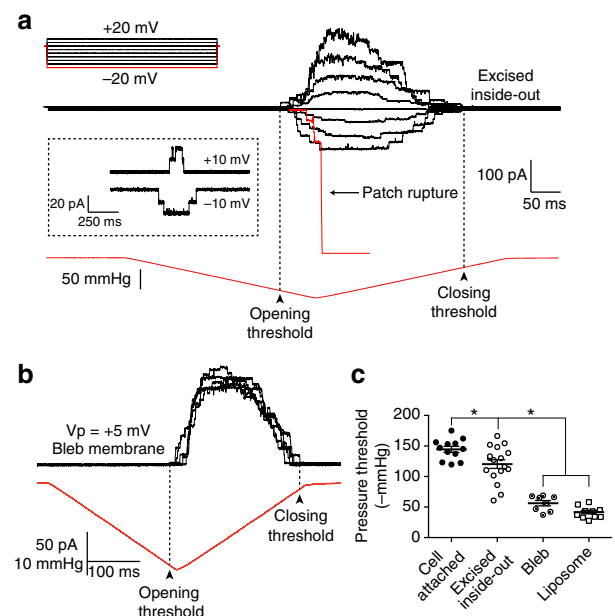 a
+20 mV
−20 mV
Excised
inside-out
+10 mV
−10 mV
20 pA
250 ms
Patch rupture
100 pA
50 ms
50 mmHg
Opening
threshold
Closing
threshold
b
Vp = +5 mV
Bleb membrane
Closing
threshold
50 pA
10 mmHg
100 ms
Opening
threshold
c
Pressure threshold
(−mmHg)
200
150
100
50
0
* *
Cell
attached
Excised
inside-out
Bleb
Liposome